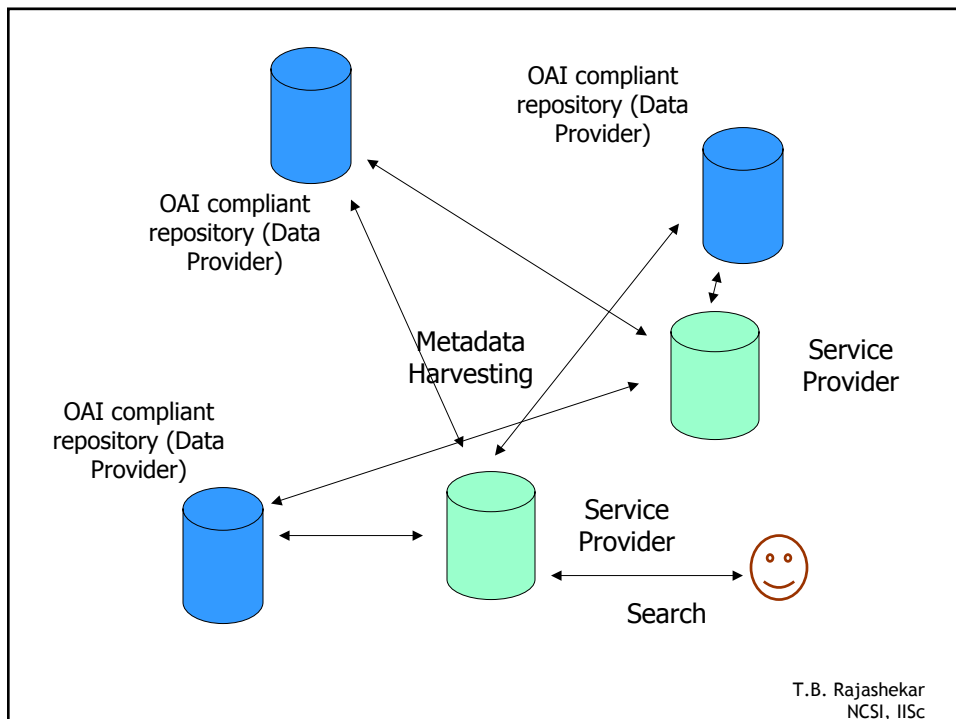 OAI compliant
repository (Data
Provider)
OAI compliant
repository (Data
Provider)
Metadata
Harvesting
Service
Provider
OAI compliant
repository (Data
Provider)
Service
Provider
Search
T.B. Rajashekar
NCSI, IISc